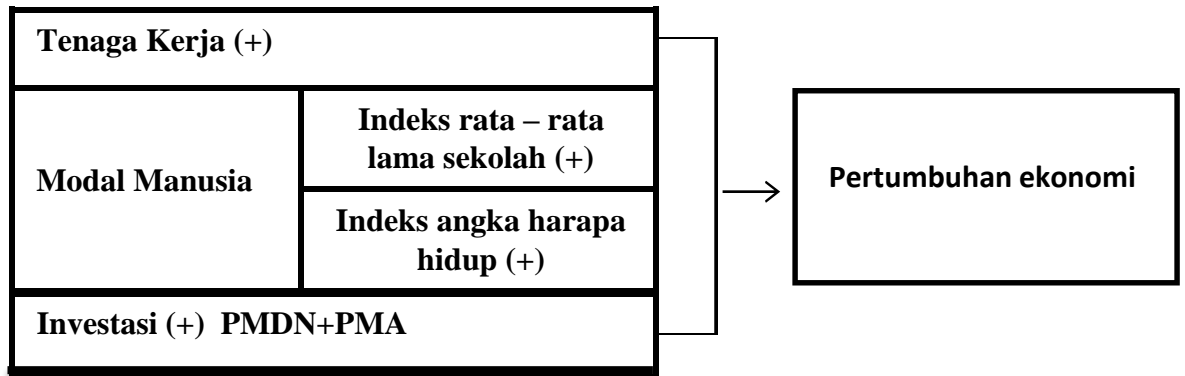 Tenaga Kerja (+)
Modal Manusia
Indeks rata – rata
lama sekolah (+)
Indeks angka harapa
hidup (+)
Investasi (+) PMDN+PMA
Pertumbuhan ekonomi